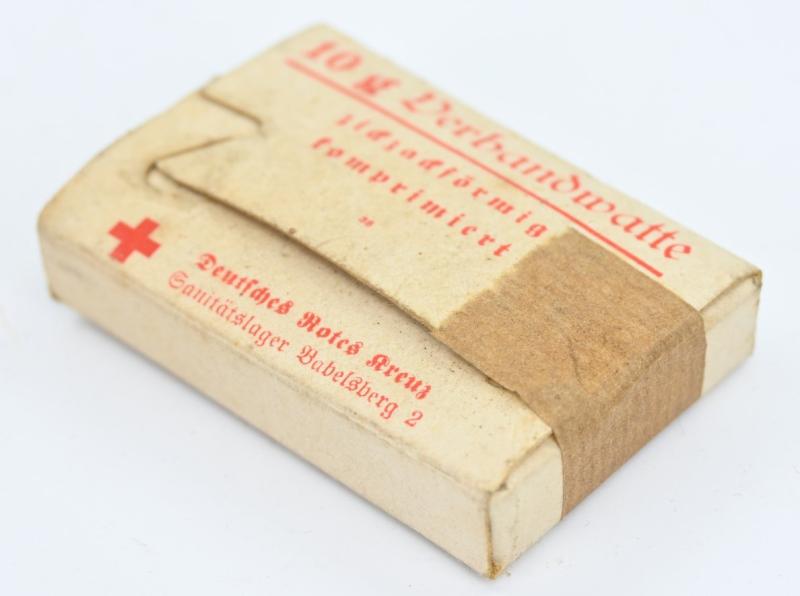 10 g Verbandwatte
zickzackförmig
komprimiert
Deutsches Rotes Kreuz
Sanitätslager Babelsberg 2